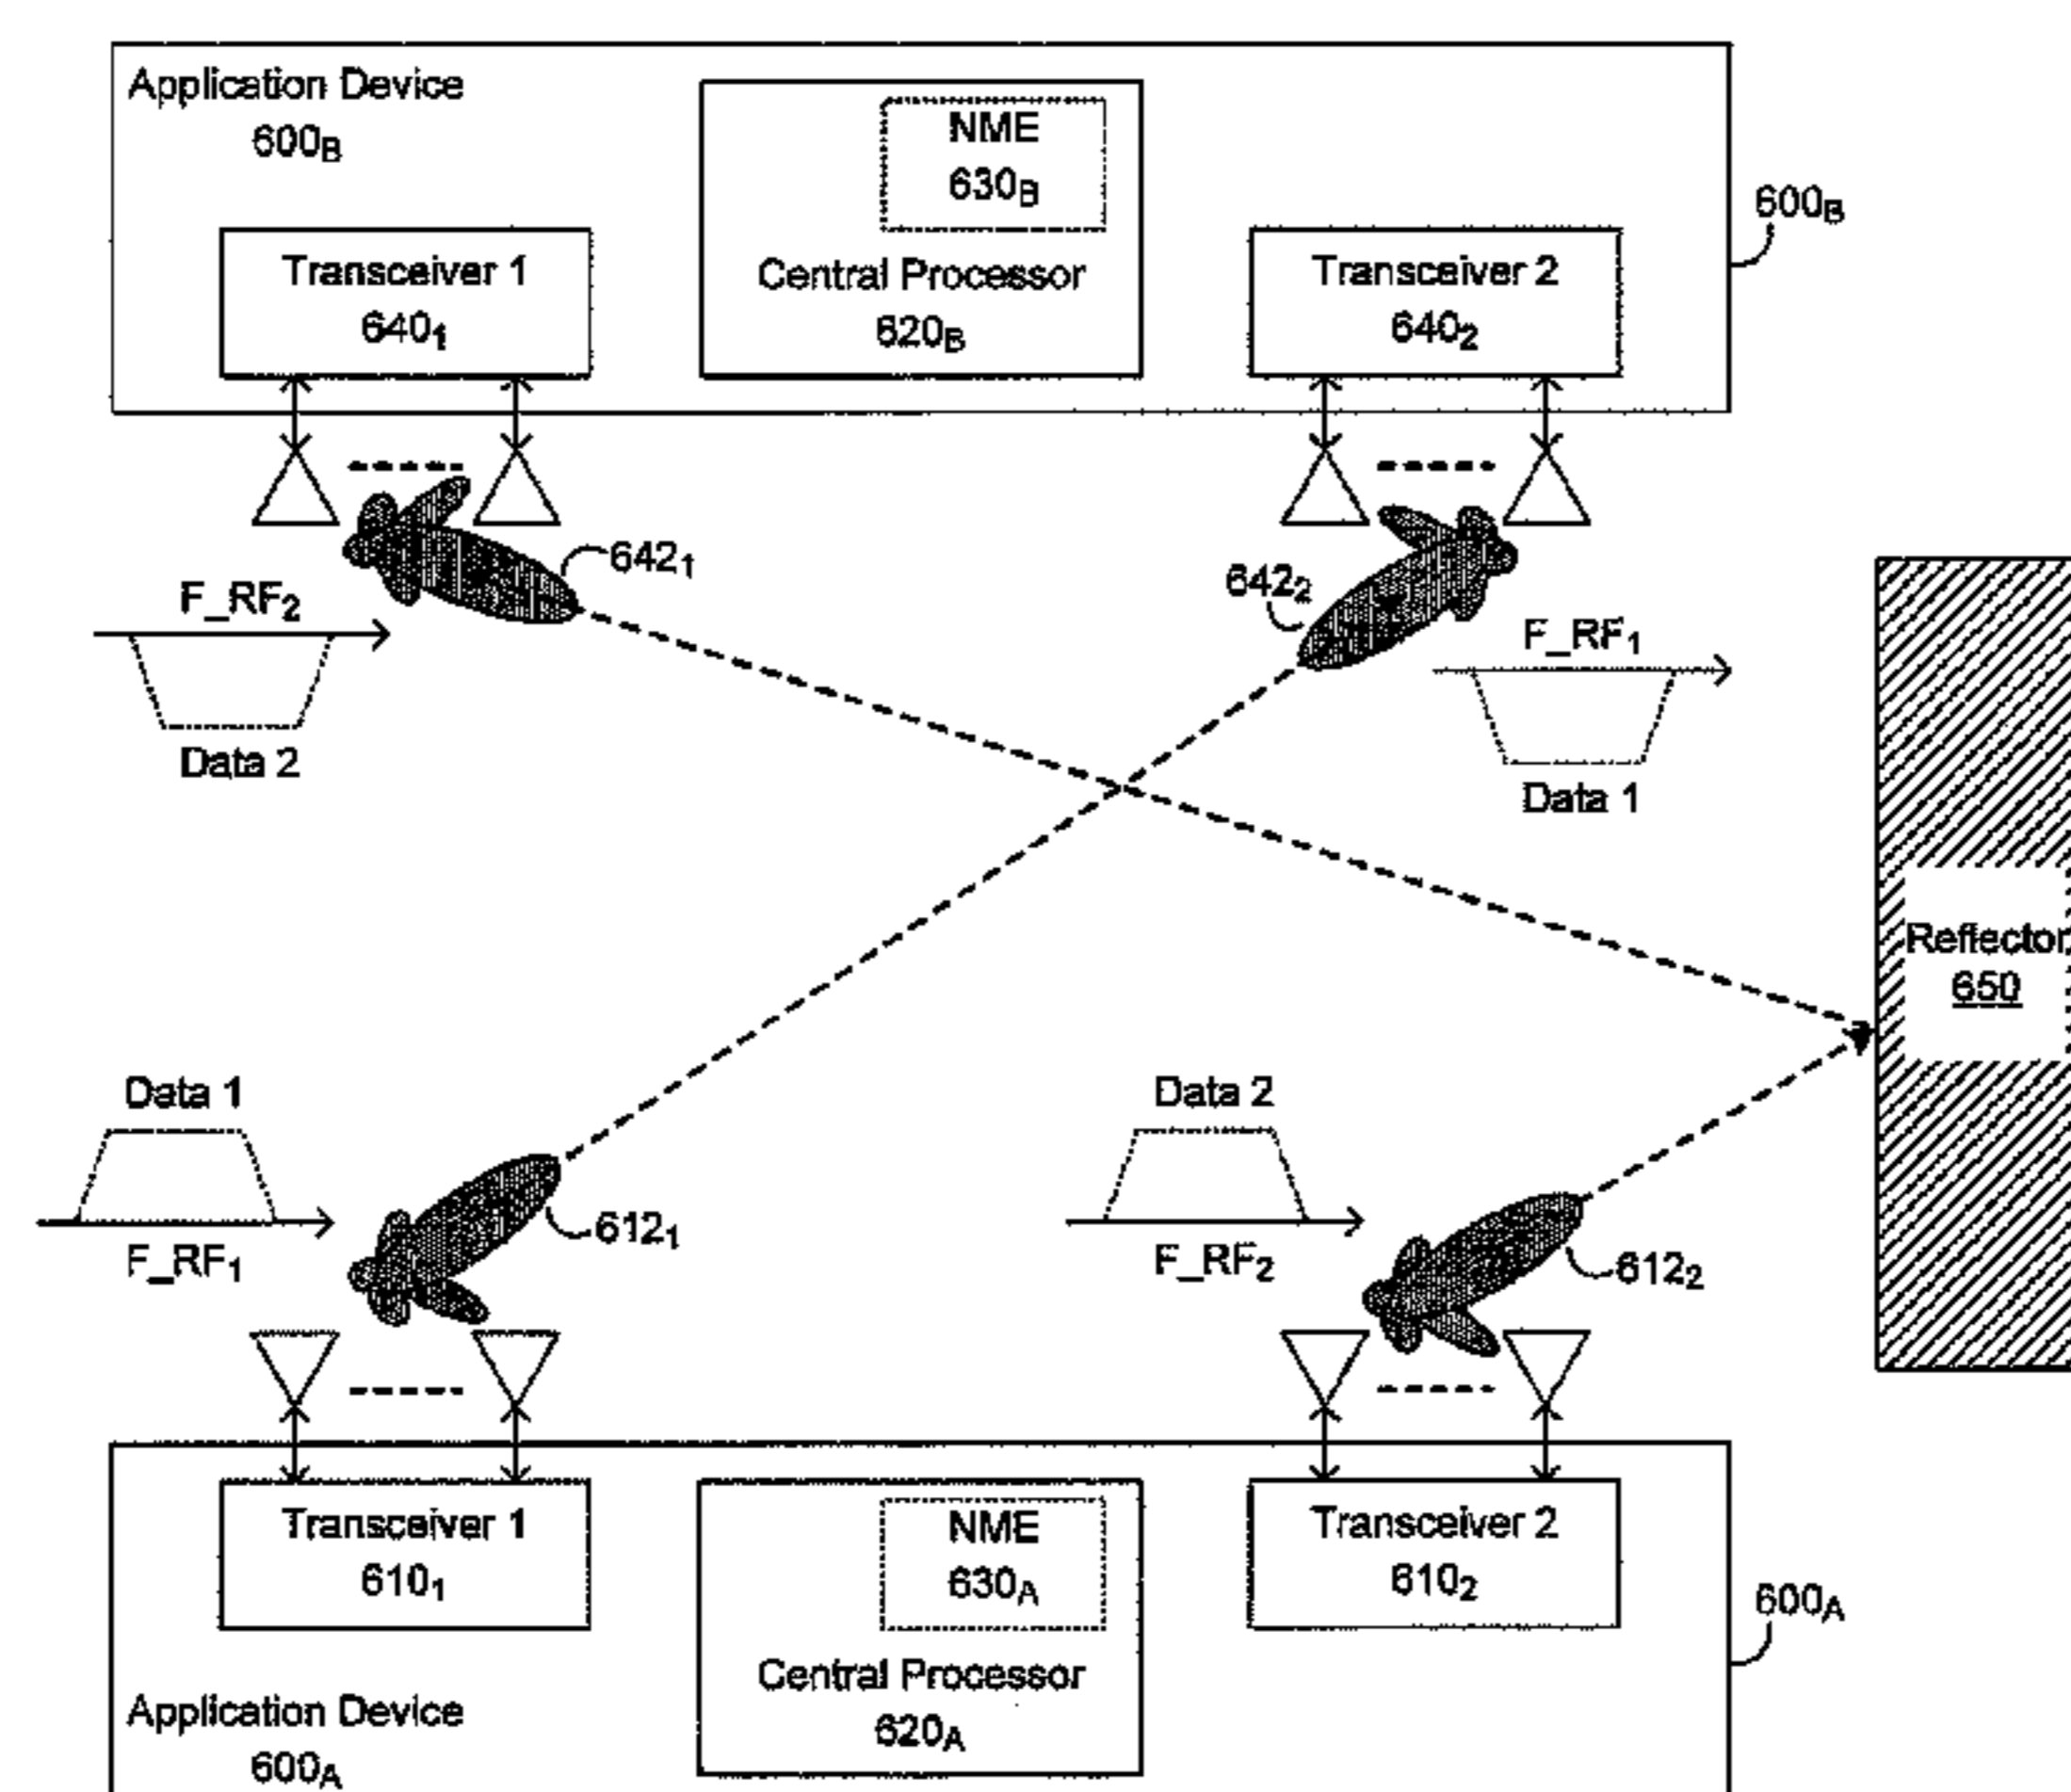 Application Device
600B
NME
630B
Central Processor
620B
Transceiver 1
6401
Transceiver 2
6402
600B
6421
6422
F_RF2
Data 2
F_RF1
Data 1
Reflector
650
Data 1
F_RF1
6121
Data 2
F_RF2
6122
Transceiver 1
6101
NME
630A
Central Processor
620A
Transceiver 2
6102
600A
Application Device
600A